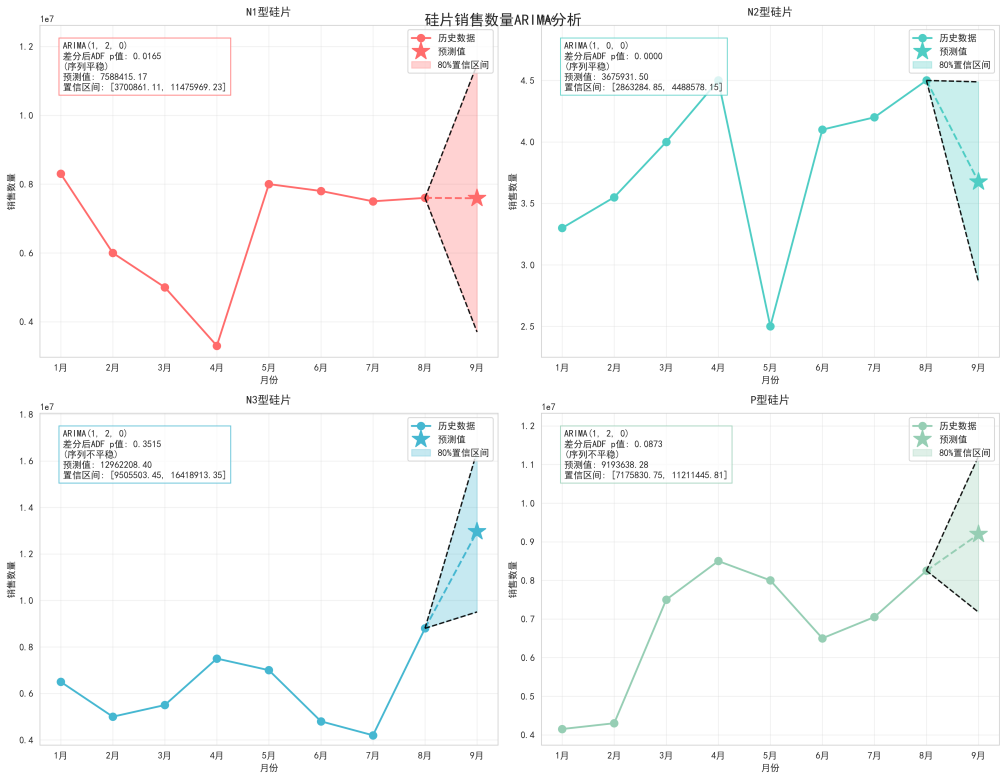 硅片销售数量ARIMA分析
N1型硅片
1e7
ARIMA(1, 2, 0)
差分后ADF p值: 0.0165
(序列平稳)
预测值: 7588415.17
置信区间: [3700861.11, 11475969.23]
历史数据
预测值
80%置信区间
销售数量
1.2
1.0
0.8
0.6
0.4
1月 2月 3月 4月 5月 6月 7月 8月 9月
月份
N2型硅片
ARIMA(1, 0, 0)
差分后ADF p值: 0.0000
(序列平稳)
预测值: 3675931.50
置信区间: [2863284.85, 4488578.15]
历史数据
预测值
80%置信区间
销售数量
4.5
4.0
3.5
3.0
2.5
1月 2月 3月 4月 5月 6月 7月 8月 9月
月份
N3型硅片
1e7
ARIMA(1, 2, 0)
差分后ADF p值: 0.3515
(序列不平稳)
预测值: 12962208.40
置信区间: [9505503.45, 16418913.35]
历史数据
预测值
80%置信区间
销售数量
1.8
1.6
1.4
1.2
1.0
0.8
0.6
0.4
1月 2月 3月 4月 5月 6月 7月 8月 9月
月份
P型硅片
1e7
ARIMA(1, 2, 0)
差分后ADF p值: 0.0873
(序列不平稳)
预测值: 9193638.28
置信区间: [7175830.75, 11211445.81]
历史数据
预测值
80%置信区间
销售数量
1.2
1.1
1.0
0.9
0.8
0.7
0.6
0.5
0.4
1月 2月 3月 4月 5月 6月 7月 8月 9月
月份